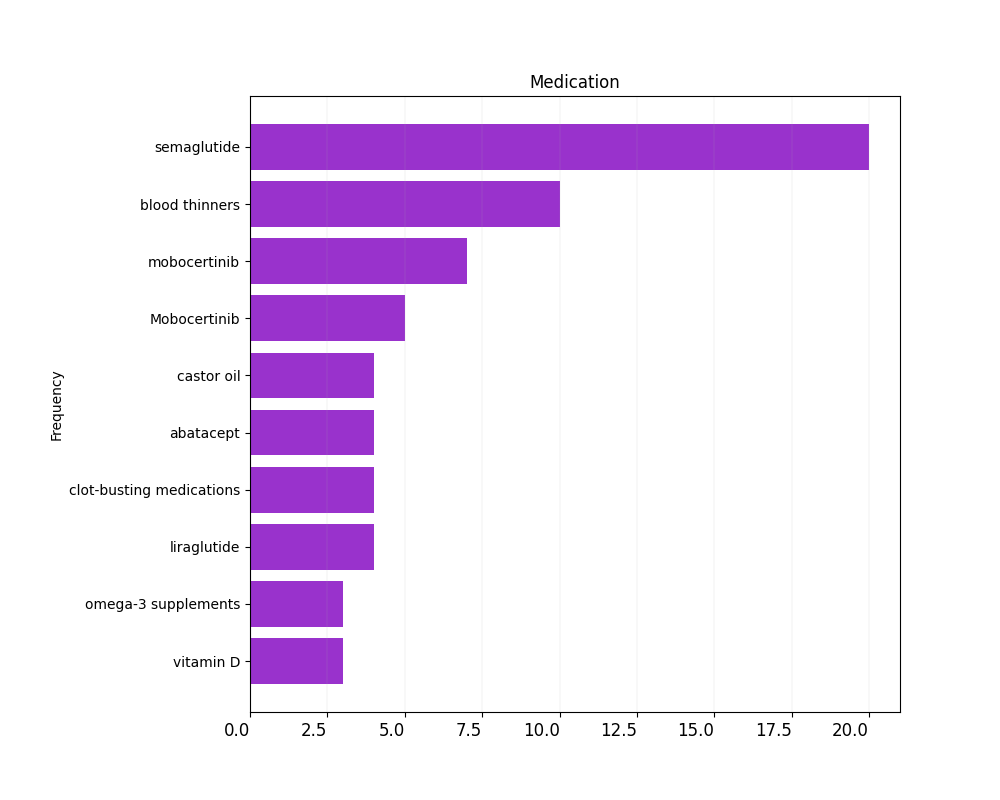 Medication
semaglutide
blood thinners
mobocertinib
Mobocertinib
castor oil
abatacept
clot-busting medications
liraglutide
omega-3 supplements
vitamin D
Frequency
0.0 2.5 5.0 7.5 10.0 12.5 15.0 17.5 20.0